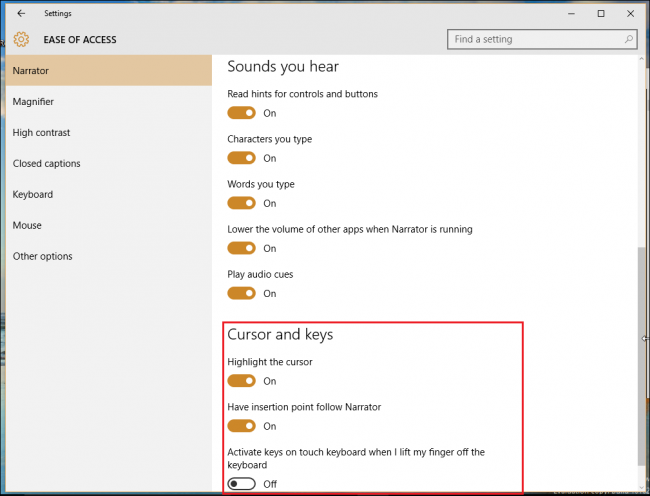 Settings
EASE OF ACCESS
Find a setting
Narrator
Magnifier
High contrast
Closed captions
Keyboard
Mouse
Other options
Sounds you hear
Read hints for controls and buttons
On
Characters you type
On
Words you type
On
Lower the volume of other apps when Narrator is running
On
Play audio cues
On
Cursor and keys
Highlight the cursor
On
Have insertion point follow Narrator
On
Activate keys on touch keyboard when I lift my finger off the
keyboard
Off